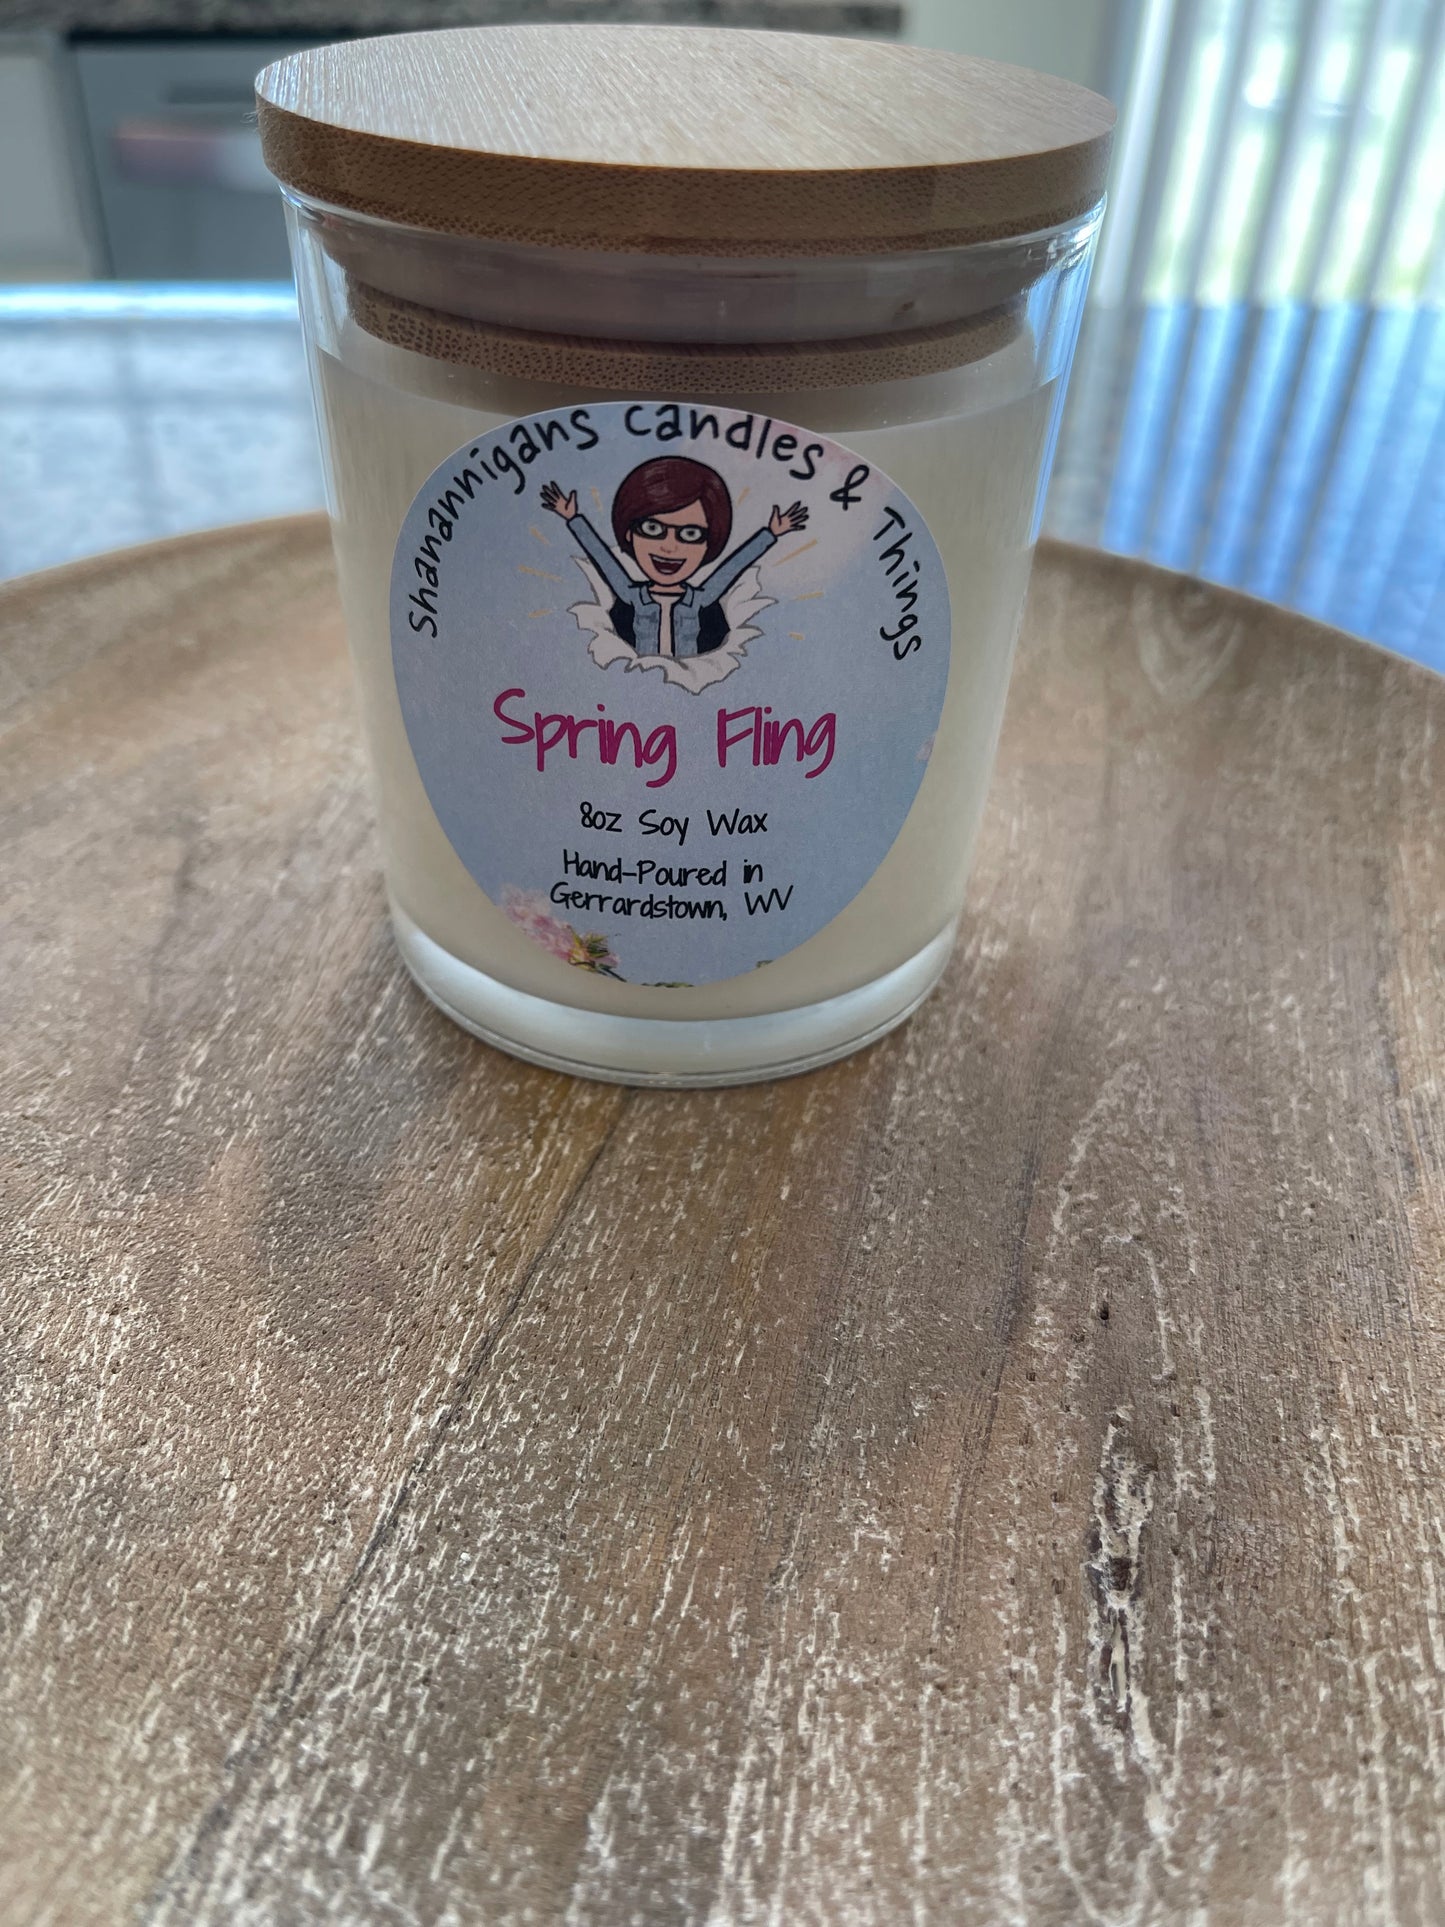 Shanannigans Candles & Things
Spring Fling
8oz Soy Wax
Hand-Poured in
Gerrardstown, WV